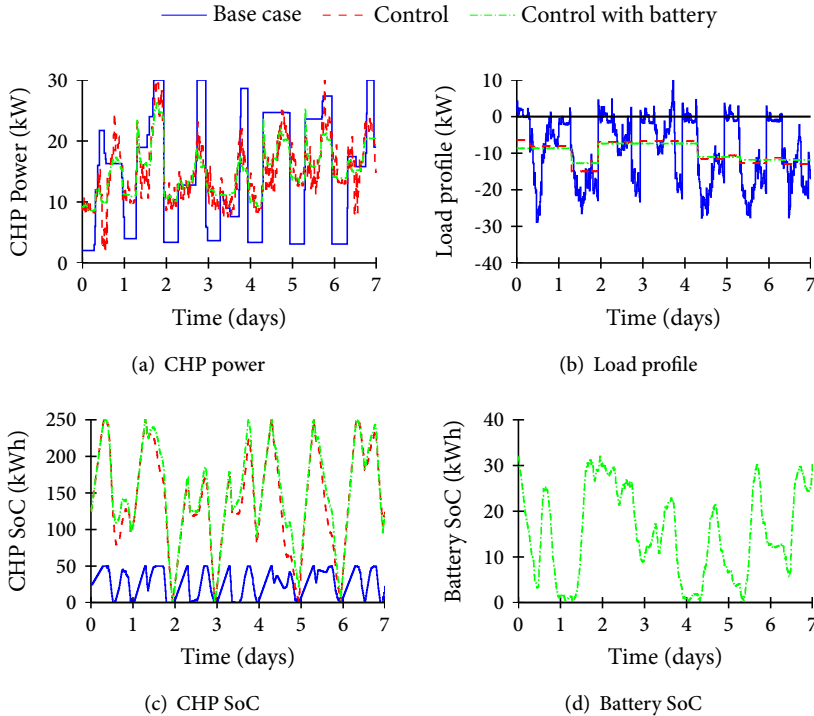 Base case Control Control with battery
30
20
10
0
CHP Power (kW)
0 1 2 3 4 5 6 7
Time (days)
(a) CHP power
10
0
-10
-20
-30
-40
Load profile (kW)
0 1 2 3 4 5 6 7
Time (days)
(b) Load profile
250
200
150
100
50
0
CHP SoC (kWh)
0 1 2 3 4 5 6 7
Time (days)
(c) CHP SoC
40
30
20
10
0
Battery SoC (kWh)
0 1 2 3 4 5 6 7
Time (days)
(d) Battery SoC